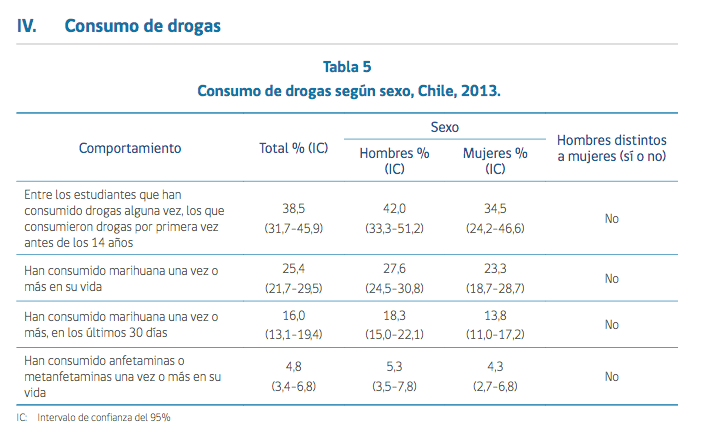 IV. Consumo de drogas
Tabla 5
Consumo de drogas según sexo, Chile, 2013.
Comportamiento Total % (IC) Sexo Hombres distintos
a mujeres (sí o no)
Hombres %
(IC) Mujeres %
(IC)
Entre los estudiantes que han
consumido drogas alguna vez, los que
consumieron drogas por primera vez
antes de los 14 años
38,5 42,0 34,5 No
(31,7-45,9) (33,3-51,2) (24,2-46,6)
Han consumido marihuana una vez o
más en su vida
25,4 27,6 23,3 No
(21,7-29,5) (24,5-30,8) (18,7-28,7)
Han consumido marihuana una vez o
más, en los últimos 30 días
16,0 18,3 13,8 No
(13,1-19,4) (15,0-22,1) (11,0-17,2)
Han consumido anfetaminas o
metanfetaminas una vez o más en su
vida
4,8 5,3 4,3 No
(3,4-6,8) (3,5-7,8) (2,7-6,8)
IC: Intervalo de confianza del 95%